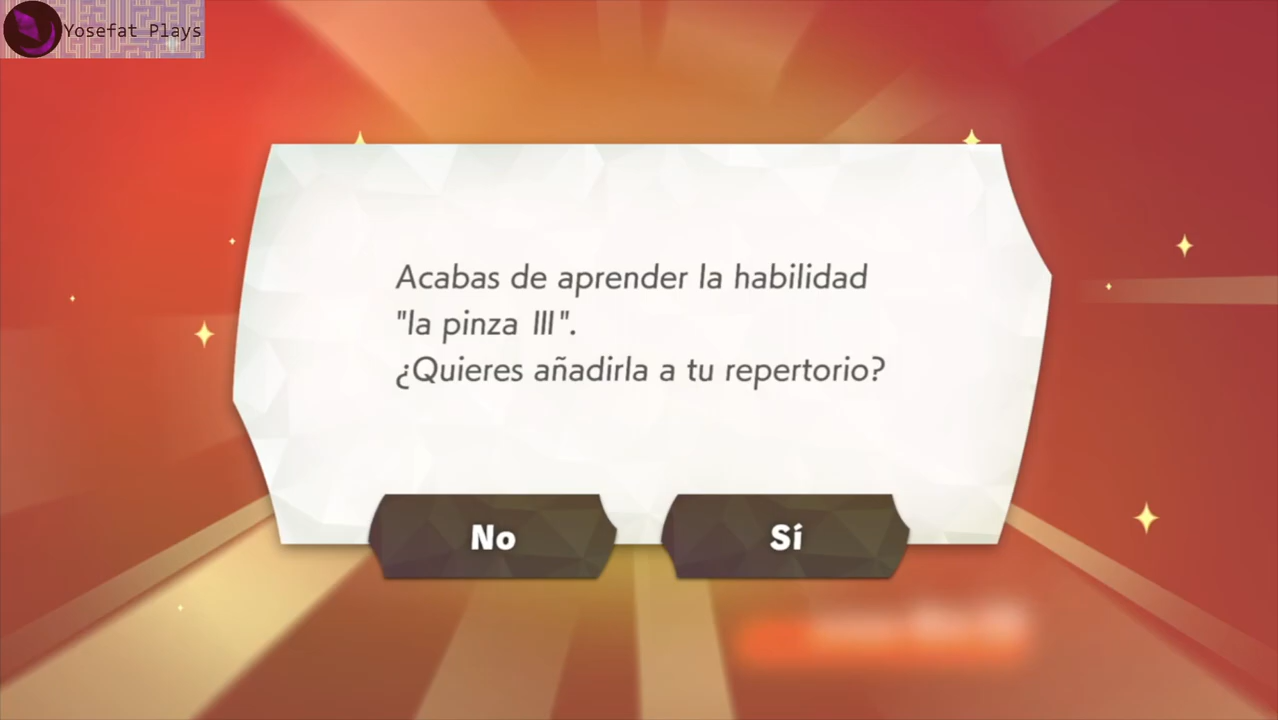 Yosefat Plays
Acabas de aprender la habilidad
"la pinza III".
¿Quieres añadirla a tu repertorio?
No
Sí